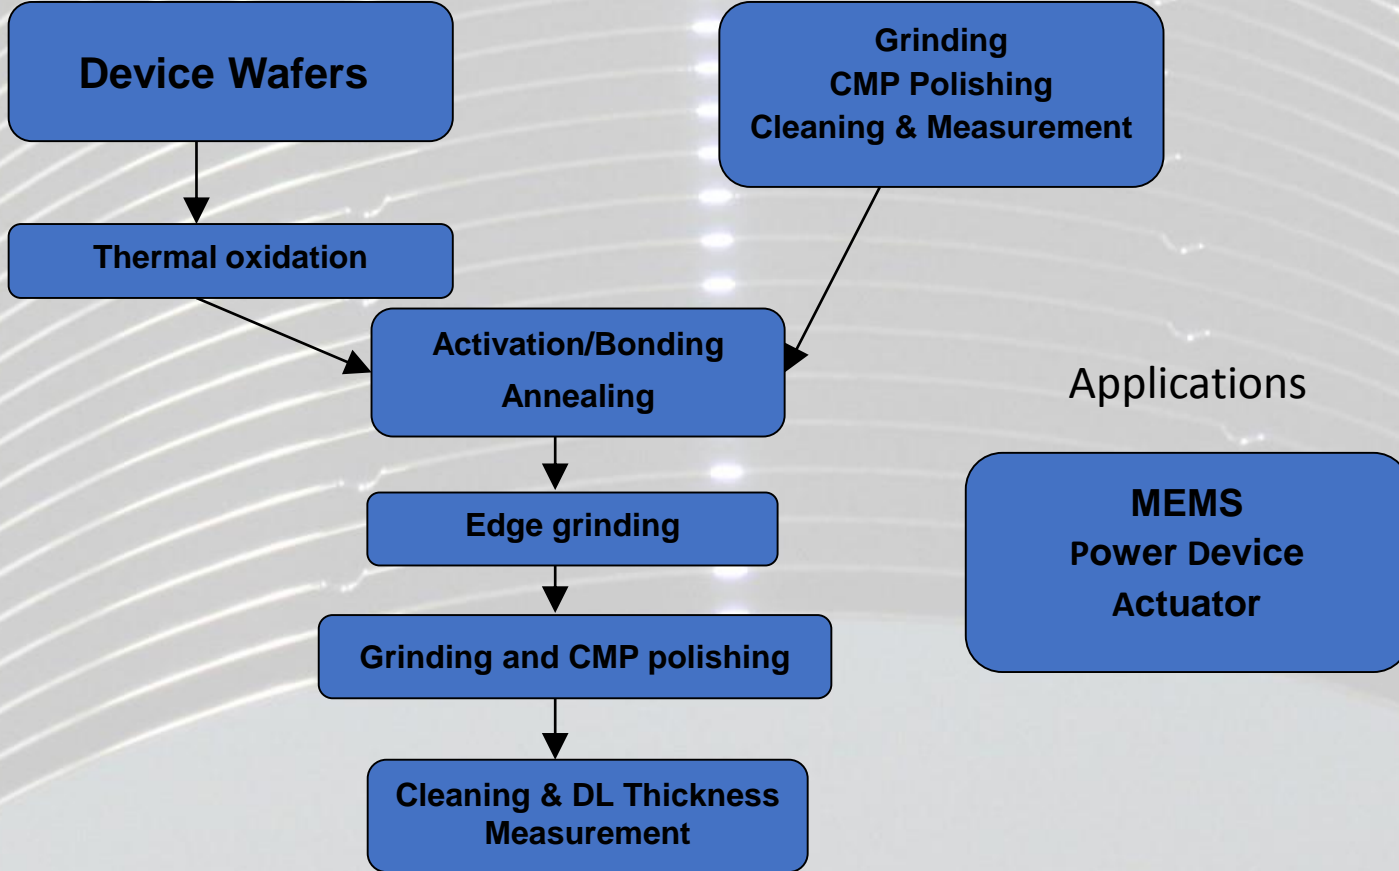 Device Wafers
Grinding
CMP Polishing
Cleaning & Measurement
Thermal oxidation
Activation/Bonding
Annealing
Edge grinding
Grinding and CMP polishing
Cleaning & DL Thickness
Measurement
Applications
MEMS
Power Device
Actuator